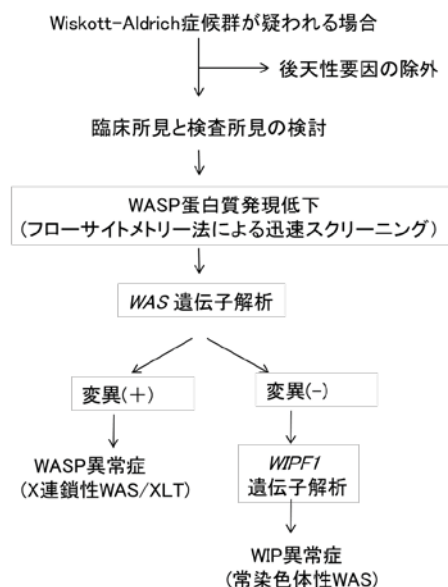 Wiskott-Aldrich症候群が疑われる場合
後天性要因の除外
臨床所見と検査所見の検討
WASP蛋白質発現低下
(フローサイトメトリー法による迅速スクリーニング)
WAS 遺伝子解析
変異(+)
変異(-)
WASP異常症
(X連鎖性WAS/XLT)
WIPF1
遺伝子解析
WIP異常症
(常染色体性WAS)